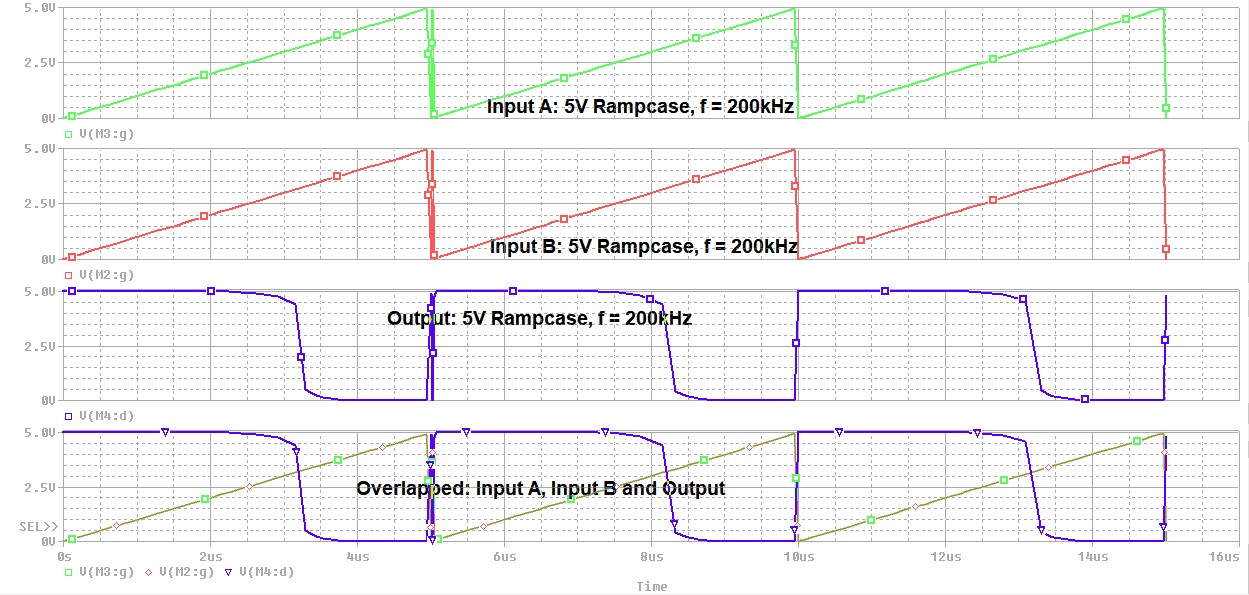 5.0V
2.5V
Input A: 5V Rampcase, f = 200kHz
0V
V(M3:g)
5.0V
2.5V
Input B: 5V Rampcase, f = 200kHz
0V
V(M2:g)
5.0V
Output: 5V Rampcase, f = 200kHz
2.5V
0V
V(M4:d)
5.0V
2.5V
Overlapped: Input A, Input B and Output
SEL>>
0V
0s 2us 4us 6us 8us 10us 12us 14us 16us
V(M3:g) V(M2:g) V(M4:d)
Time